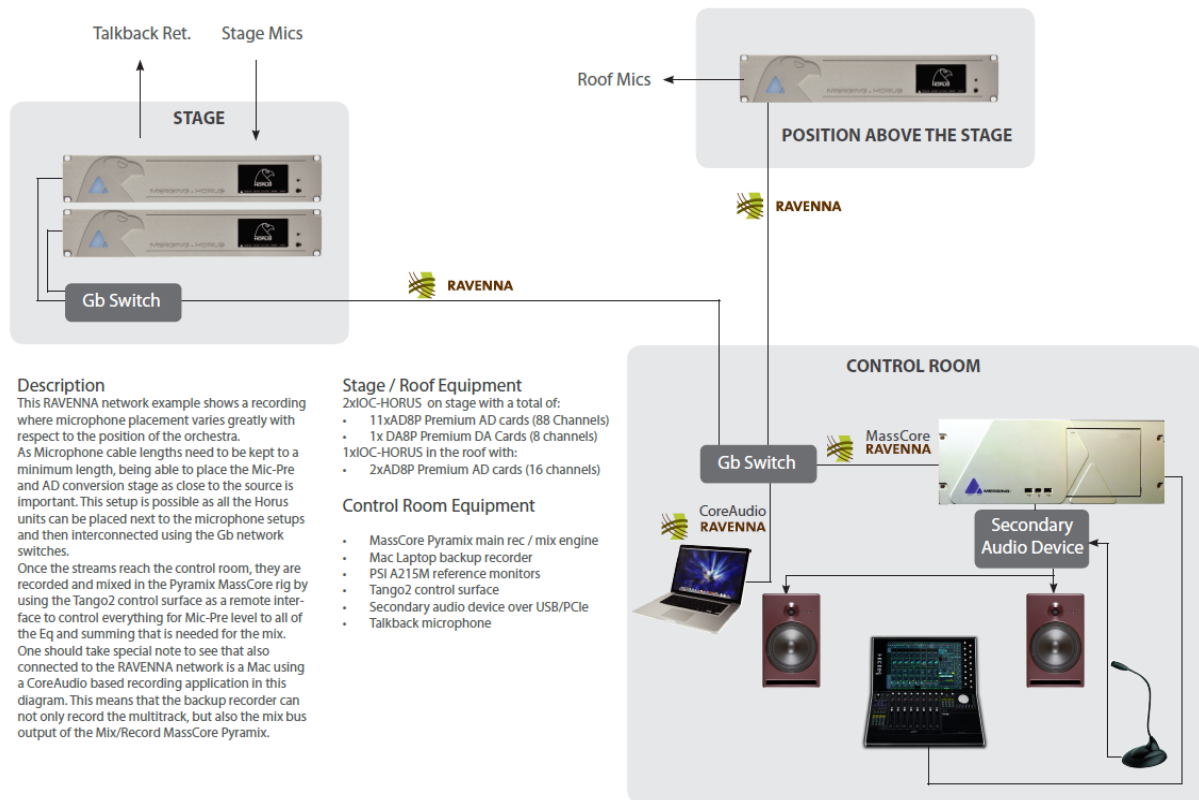 Talkback Ret.
Stage Mics
Roof Mics
STAGE
POSITION ABOVE THE STAGE
MERGING
HORUS
HORUS
MERGING
HORUS
HORUS
MERGING
HORUS
HORUS
Gb Switch
RAVENNA
RAVENNA
Description
This RAVENNA network example shows a recording
where microphone placement varies greatly with
respect to the position of the orchestra.
As Microphone cable lengths need to be kept to a
minimum length, being able to place the Mic-Pre
and AD conversion stage as close to the source is
important. This setup is possible as all the Horus
units can be placed next to the microphone setups
and then interconnected using the Gb network
switches.
Once the streams reach the control room, they are
recorded and mixed in the Pyramix MassCore rig by
using the Tango2 control surface as a remote inter-
face to control everything for Mic-Pre level to all of
the Eq and summing that is needed for the mix.
One should take special note to see that also
connected to the RAVENNA network is a Mac using
a CoreAudio based recording application in this
diagram. This means that the backup recorder can
not only record the multitrack, but also the mix bus
output of the Mix/Record MassCore Pyramix.
Stage / Roof Equipment
2xIOC-HORUS on stage with a total of:
• 11xAD8P Premium AD cards (88 Channels)
• 1x DA8P Premium DA Cards (8 channels)
1xIOC-HORUS in the roof with:
• 2xAD8P Premium AD cards (16 channels)
Control Room Equipment
• MassCore Pyramix main rec / mix engine
• Mac Laptop backup recorder
• PSI A215M reference monitors
• Tango2 control surface
• Secondary audio device over USB/PCIe
• Talkback microphone
CONTROL ROOM
Gb Switch
MassCore
RAVENNA
CoreAudio
RAVENNA
MERGING
Secondary
Audio Device